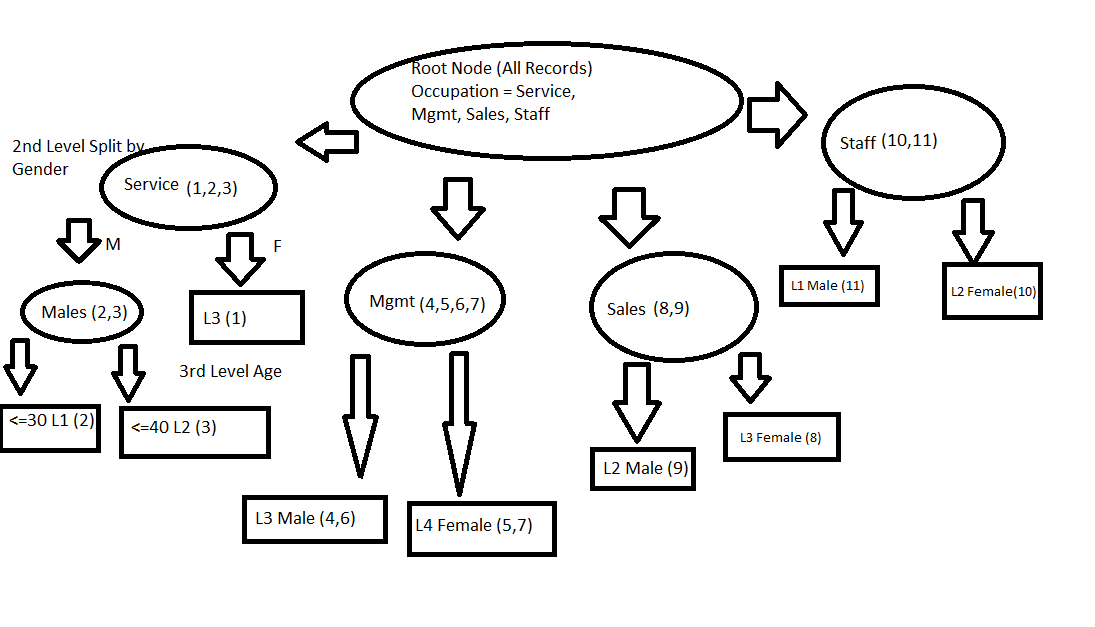 Root Node (All Records)
Occupation = Service,
Mgmt, Sales, Staff
2nd Level Split by
Gender
Service (1,2,3)
Staff (10,11)
M
F
Males (2,3)
L3 (1)
Mgmt (4,5,6,7)
Sales (8,9)
L1 Male (11)
L2 Female(10)
3rd Level Age
<=30 L1 (2)
<=40 L2 (3)
L2 Male (9)
L3 Female (8)
L3 Male (4,6)
L4 Female (5,7)